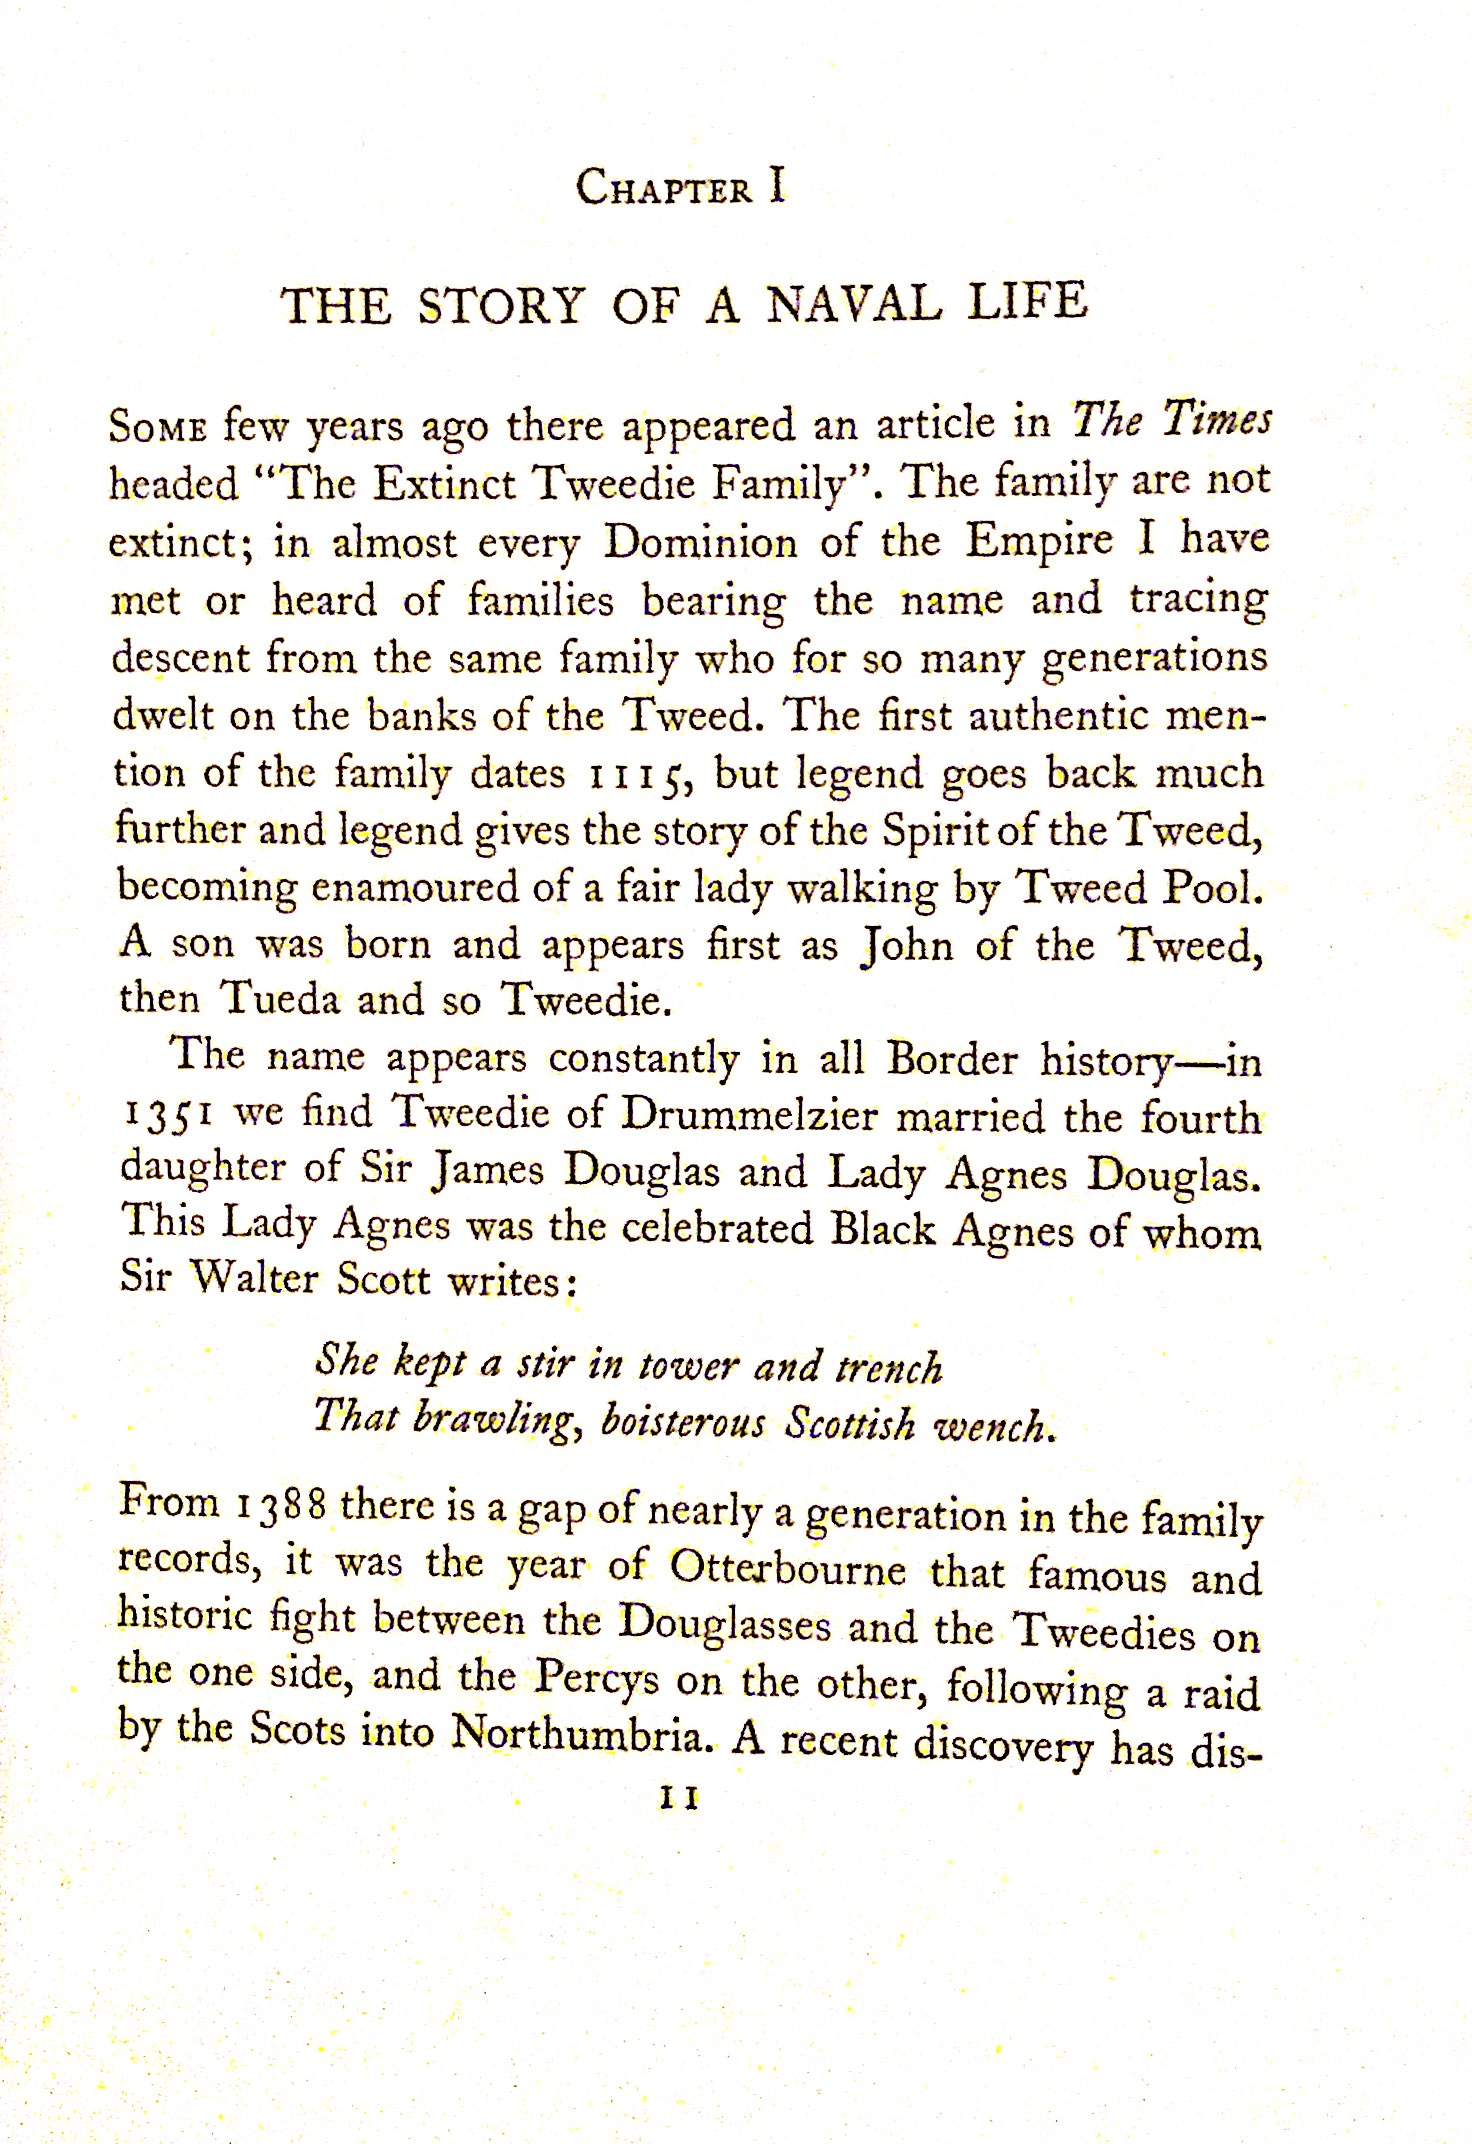 CHAPTER I
THE STORY OF A NAVAL LIFE
SOME few years ago there appeared an article in The Times
headed “The Extinct Tweedie Family”. The family are not
extinct; in almost every Dominion of the Empire I have
met or heard of families bearing the name and tracing
descent from the same family who for so many generations
dwelt on the banks of the Tweed. The first authentic men-
tion of the family dates 1115, but legend goes back much
further and legend gives the story of the Spirit of the Tweed,
becoming enamoured of a fair lady walking by Tweed Pool.
A son was born and appears first as John of the Tweed,
then Tueda and so Tweedie.
The name appears constantly in all Border history—in
1351 we find Tweedie of Drummelzier married the fourth
daughter of Sir James Douglas and Lady Agnes Douglas.
This Lady Agnes was the celebrated Black Agnes of whom
Sir Walter Scott writes:
She kept a stir in tower and trench
That brawling, boisterous Scottish wench.
From 1388 there is a gap of nearly a generation in the family
records, it was the year of Otterbourne that famous and
historic fight between the Douglasses and the Tweedies on
the one side, and the Percys on the other, following a raid
by the Scots into Northumbria. A recent discovery has dis-
11